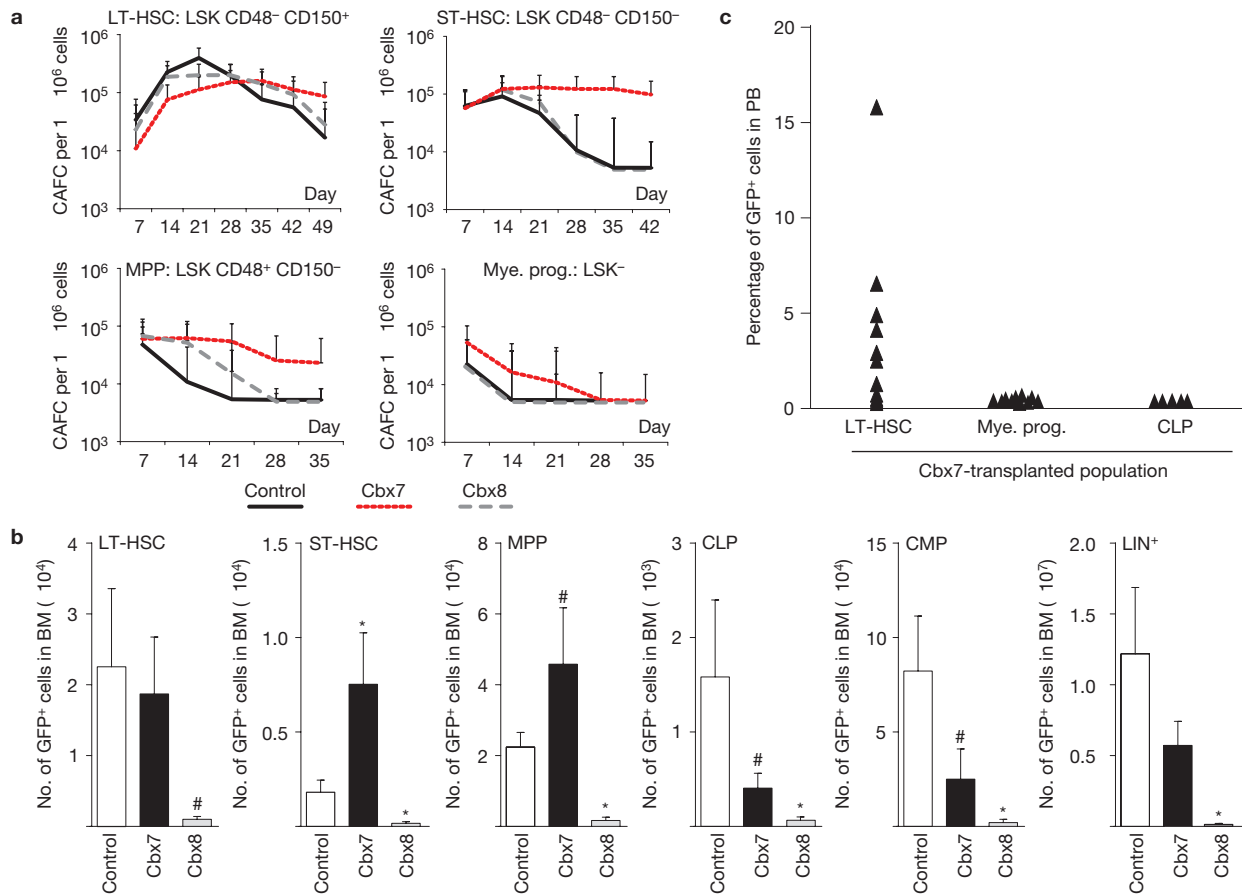 a
LT-HSC: LSK CD48⁻ CD150⁺
CAFC per 1 10⁶ cells
10⁶
10⁵
10⁴
10³
Day
7 14 21 28 35 42 49
ST-HSC: LSK CD48⁻ CD150⁻
CAFC per 1 10⁶ cells
10⁶
10⁵
10⁴
10³
Day
7 14 21 28 35 42
MPP: LSK CD48⁺ CD150⁻
CAFC per 1 10⁶ cells
10⁶
10⁵
10⁴
10³
Day
7 14 21 28 35
Mye. prog.: LSK⁻
CAFC per 1 10⁶ cells
10⁶
10⁵
10⁴
10³
Day
7 14 21 28 35
Control Cbx7 Cbx8
c
Percentage of GFP⁺ cells in PB
20
15
10
5
0
LT-HSC Mye. prog. CLP
Cbx7-transplanted population
b
LT-HSC
No. of GFP⁺ cells in BM ( 10⁴)
4
3
2
1
#
Control Cbx7 Cbx8
ST-HSC
No. of GFP⁺ cells in BM ( 10⁴)
1.5
1.0
0.5
*
*
Control Cbx7 Cbx8
MPP
No. of GFP⁺ cells in BM ( 10⁴)
8
6
4
2
#
*
Control Cbx7 Cbx8
CLP
No. of GFP⁺ cells in BM ( 10³)
3
2
1
#
*
Control Cbx7 Cbx8
CMP
No. of GFP⁺ cells in BM ( 10⁴)
15
10
5
#
*
Control Cbx7 Cbx8
LIN⁺
No. of GFP⁺ cells in BM ( 10⁷)
2.0
1.5
1.0
0.5
*
Control Cbx7 Cbx8